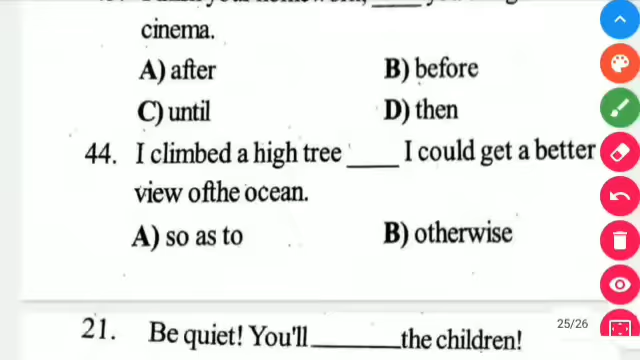 cinema.
A) after B) before
C) until D) then
44. I climbed a high tree ____ I could get a better
view ofthe ocean.
A) so as to B) otherwise
25/26
21. Be quiet! You'll ______the children!